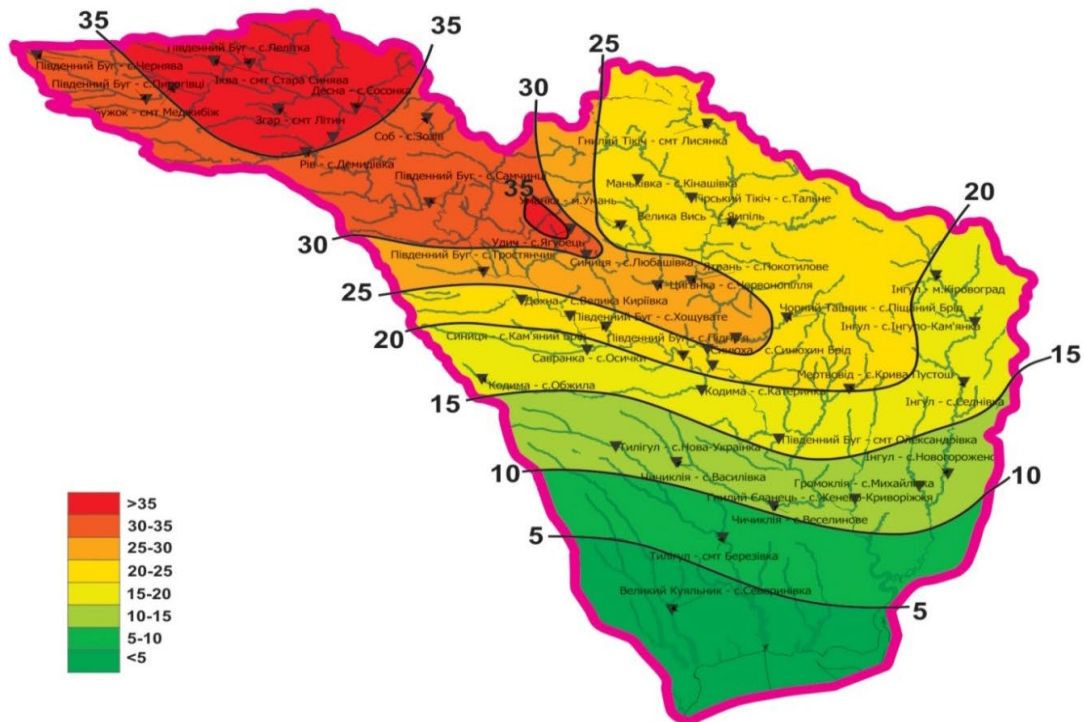 35
35
Південний Буг - с.Лелітка
25
Південний Буг - с.Чернява
Іква - смт Стара Синява
Південний Буг - с.Пирогівці
Десна - с.Сосонка
30
Бужок - смт Меджибіж
Згар - смт Літин
Соб - с.Зозів
Гнилий Тікіч - смт Лисянка
Рів - с.Демидівка
Південний Буг - с.Самчинці
Маньківка - с.Кінашівка
35
Уманка - м.Умань
Гірський Тікіч - с.Тальне
20
Велика Вись - Ямпіль
30
Удич - с.Ягубець
Південний Буг - с.Тростянчик
Синиця - с.Любашівка
Ятрань - с.Покотилове
Циганка - с.Червонопілля
Інгул - м.Кіровоград
25
Дохна - с.Велика Киріївка
Чорний Ташлик - с.Піщаний Брід
Південний Буг - с.Хощувате
Інгул - с.Інгуло-Кам'янка
20
Синиця - с.Кам'яний Брід
Південний Буг - с.Підгір'я
Савранка - с.Осички
Синюха - с.Синюхин Брід
15
Мертвовід - с.Крива Пустош
Кодима - с.Обжила
Кодима - с.Катеринка
15
Інгул - с.Седнівка
Південний Буг - смт Олександрівка
Тилігул - с.Нова-Українка
Інгул - с.Новогорожено
10
Чичиклія - с.Василівка
Громоклія - с.Михайлівка
10
Гнилий Єланець - с.Женево-Криворіжжя
Чичиклія - с.Веселинове
5
Тилігул - смт Березівка
Великий Куяльник - с.Северинівка
5
>35
30-35
25-30
20-25
15-20
10-15
5-10
<5